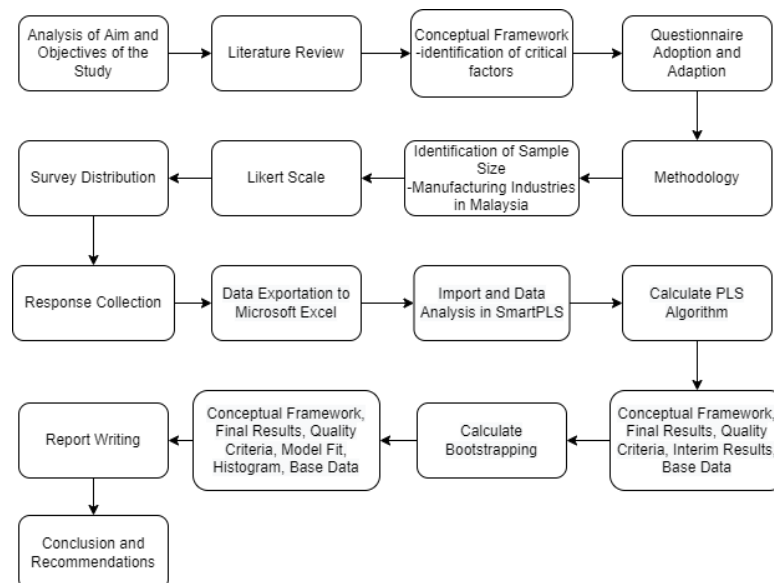 Analysis of Aim and
Objectives of the
Study
Literature Review
Conceptual Framework
-identification of critical
factors
Questionnaire
Adoption and
Adaption
Methodology
Identification of Sample
Size
-Manufacturing Industries
in Malaysia
Likert Scale
Survey Distribution
Response Collection
Data Exportation to
Microsoft Excel
Import and Data
Analysis in SmartPLS
Calculate PLS
Algorithm
Conceptual Framework,
Final Results, Quality
Criteria, Interim Results,
Base Data
Calculate
Bootstrapping
Conceptual Framework,
Final Results, Quality
Criteria, Model Fit,
Histogram, Base Data
Report Writing
Conclusion and
Recommendations